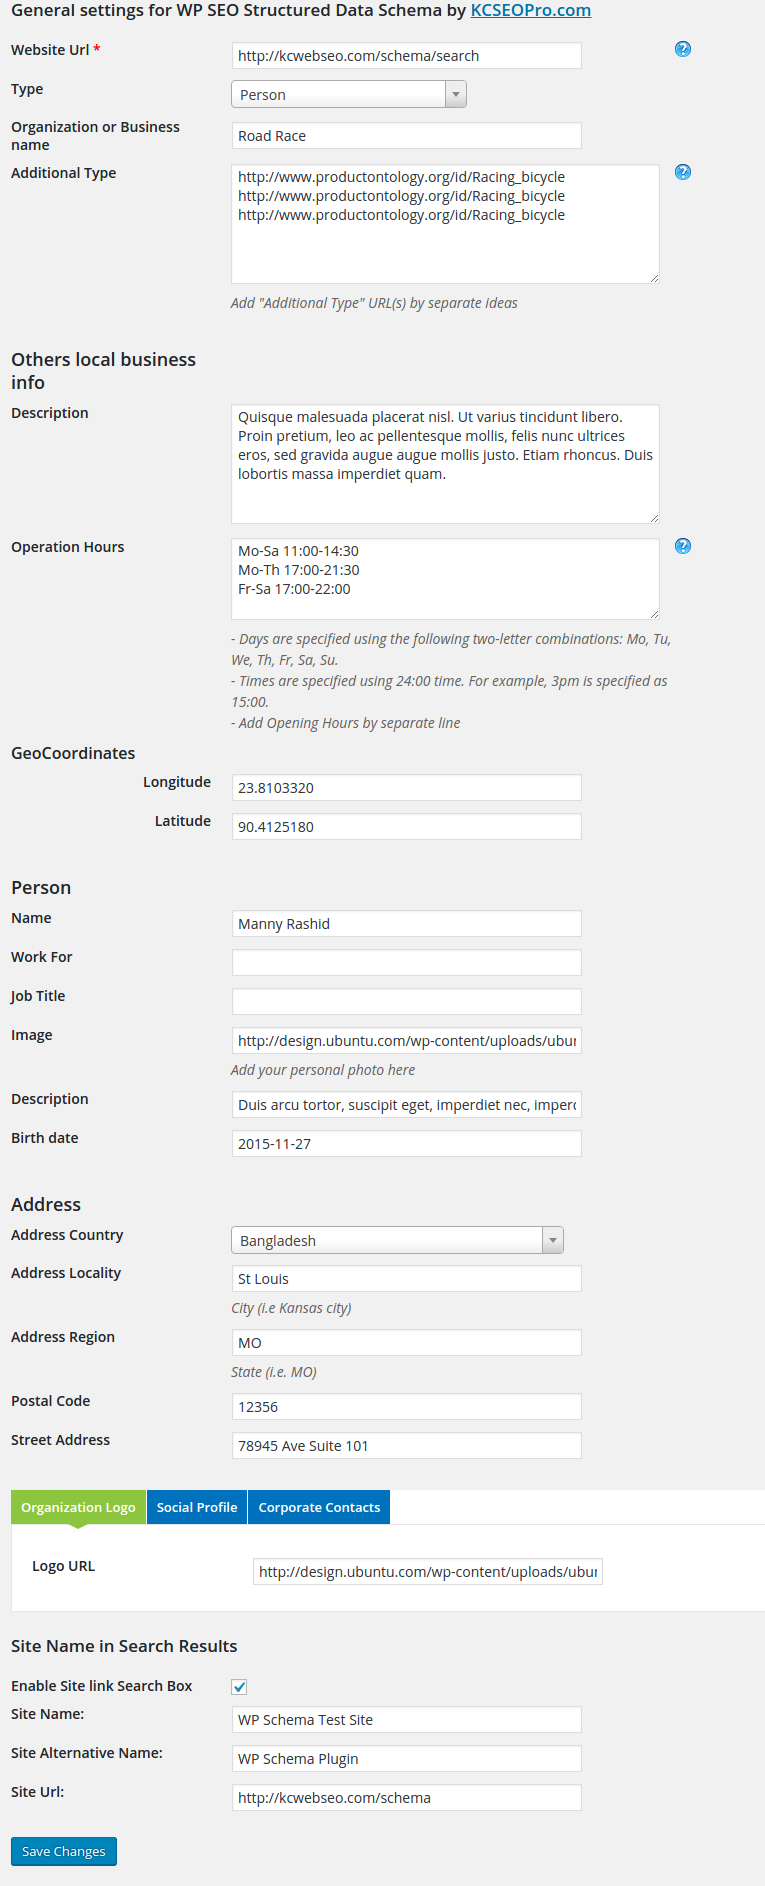 General settings for WP SEO Structured Data Schema by KCSEOPro.com
Website Url *
http://kcwebseo.com/schema/search
?
Type
Person
Organization or Business
name
Road Race
Additional Type
http://www.productontology.org/id/Racing_bicycle
http://www.productontology.org/id/Racing_bicycle
http://www.productontology.org/id/Racing_bicycle
?
Add "Additional Type" URL(s) by separate ideas
Others local business
info
Description
Quisque malesuada placerat nisl. Ut varius tincidunt libero.
Proin pretium, leo ac pellentesque mollis, felis nunc ultrices
eros, sed gravida augue augue mollis justo. Etiam rhoncus. Duis
lobortis massa imperdiet quam.
Operation Hours
Mo-Sa 11:00-14:30
Mo-Th 17:00-21:30
Fr-Sa 17:00-22:00
?
- Days are specified using the following two-letter combinations: Mo, Tu,
We, Th, Fr, Sa, Su.
- Times are specified using 24:00 time. For example, 3pm is specified as
15:00.
- Add Opening Hours by separate line
GeoCoordinates
Longitude
23.8103320
Latitude
90.4125180
Person
Name
Manny Rashid
Work For
Job Title
Image
http://design.ubuntu.com/wp-content/uploads/ubu
Add your personal photo here
Description
Duis arcu tortor, suscipit eget, imperdiet nec, imper
Birth date
2015-11-27
Address
Address Country
Bangladesh
Address Locality
St Louis
City (i.e Kansas city)
Address Region
MO
State (i.e. MO)
Postal Code
12356
Street Address
78945 Ave Suite 101
Organization Logo
Social Profile
Corporate Contacts
Logo URL
http://design.ubuntu.com/wp-content/uploads/ubu
Site Name in Search Results
Enable Site link Search Box
Site Name:
WP Schema Test Site
Site Alternative Name:
WP Schema Plugin
Site Url:
http://kcwebseo.com/schema
Save Changes